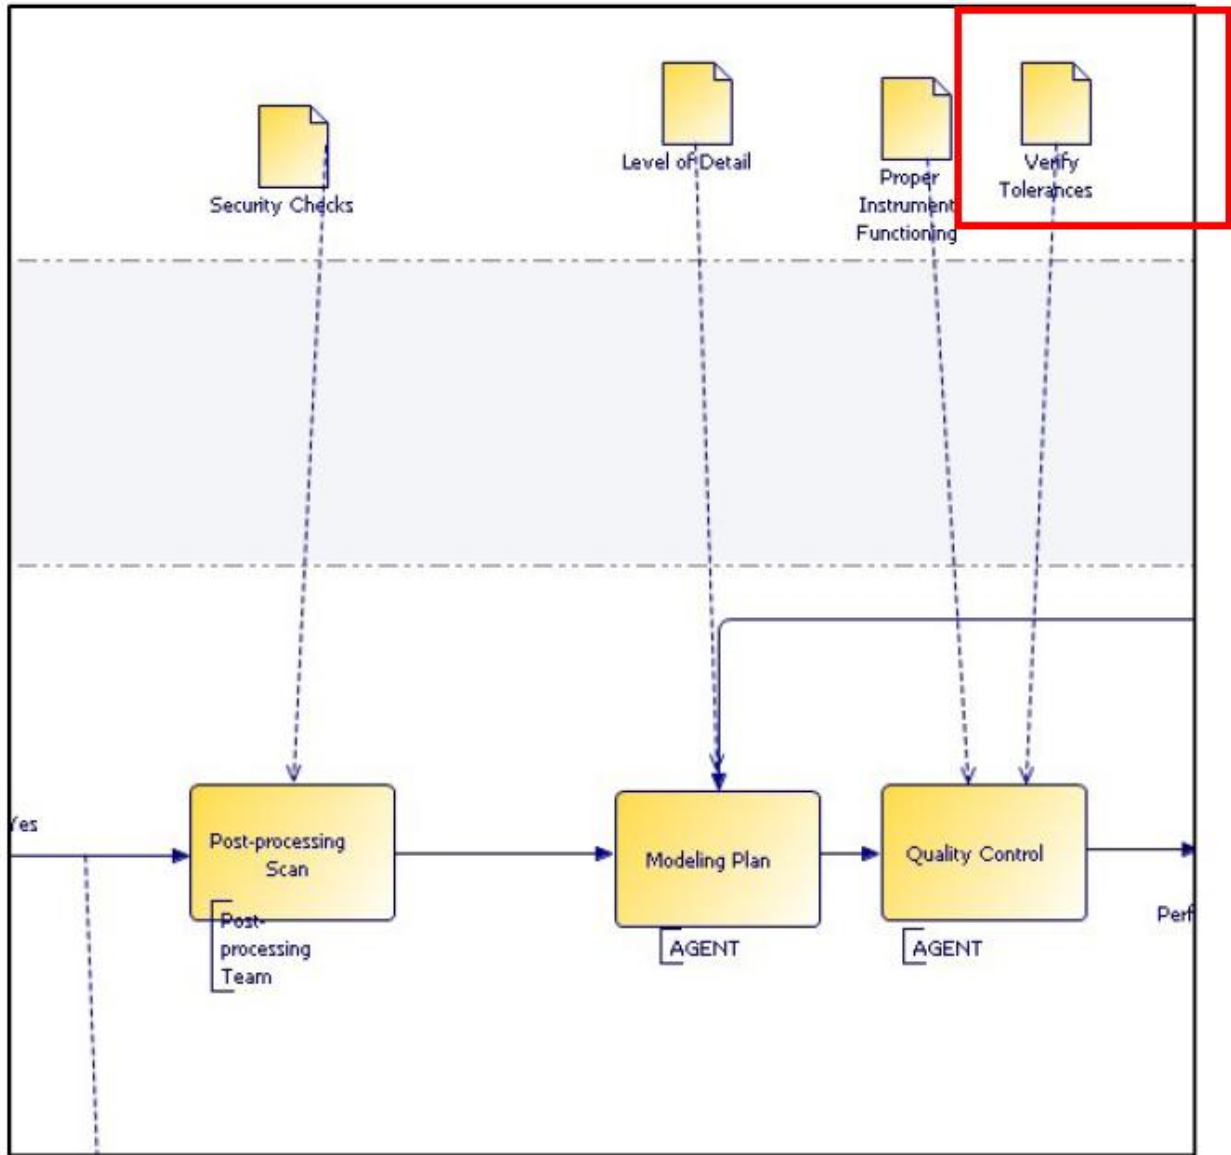 Security Checks
Level of Detail
Proper
Instrument
Functioning
Verify
Tolerances
Yes
Post-processing
Scan
Post-
processing
Team
Modeling Plan
AGENT
Quality Control
AGENT
Perf